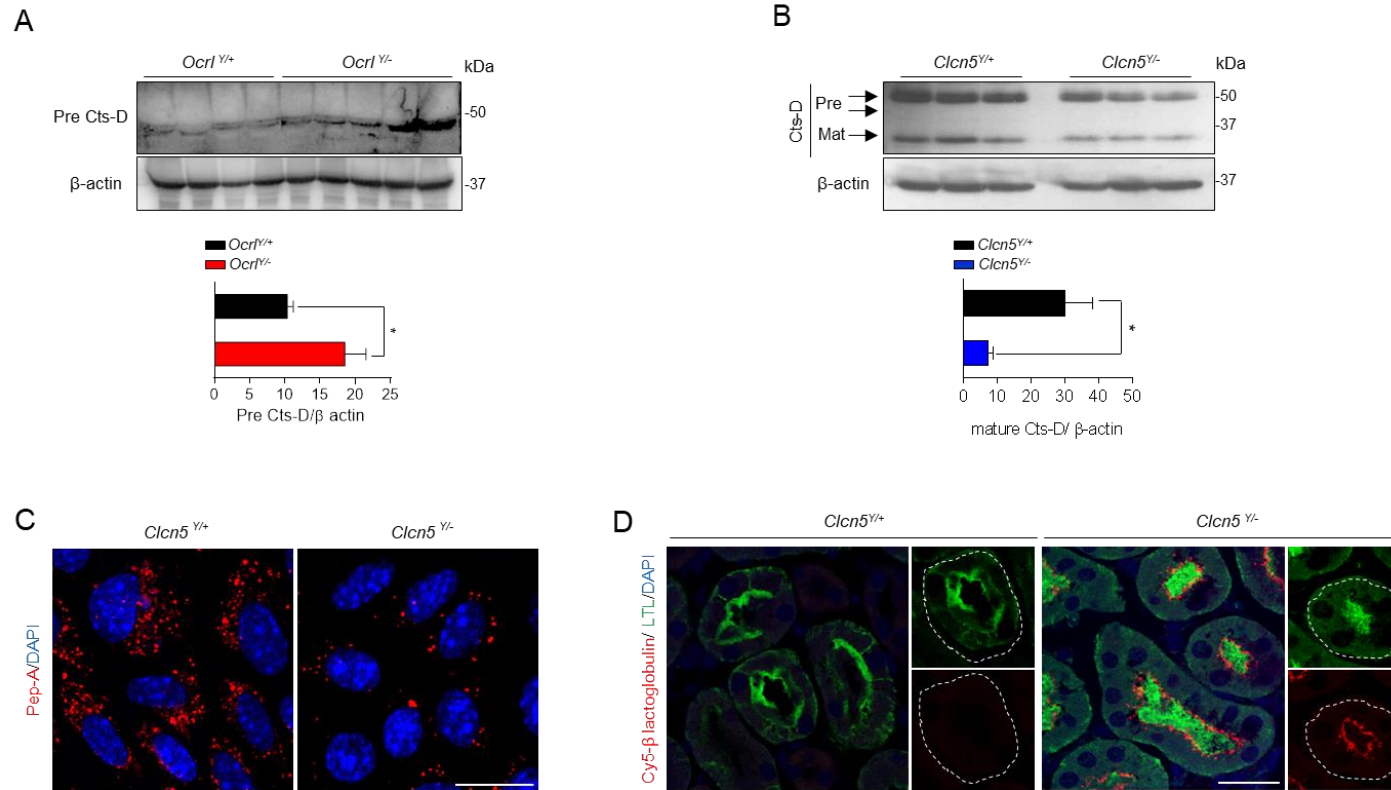 A
Ocrl Y/+
Ocrl Y/-
kDa
Pre Cts-D
-50
β-actin
-37
OcrlY/+
OcrlY/-
*
0 5 10 15 20 25
Pre Cts-D/β actin
B
Clcn5Y/+
Clcn5Y/-
kDa
Cts-D
Pre
Mat
-50
-37
β-actin
-37
Clcn5Y/+
Clcn5Y/-
*
0 10 20 30 40 50
mature Cts-D/ β-actin
C
Clcn5 Y/+
Clcn5 Y/-
Pep-A/DAPI
D
Clcn5Y/+
Clcn5 Y/-
Cy5-β lactoglobulin/ LTL/DAPI